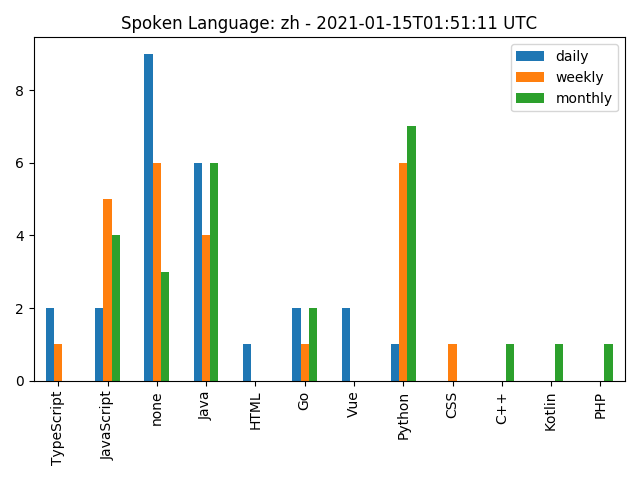 Spoken Language: zh - 2021-01-15T01:51:11 UTC
daily
weekly
monthly
8
6
4
2
0
TypeScript
JavaScript
none
Java
HTML
Go
Vue
Python
CSS
C++
Kotlin
PHP